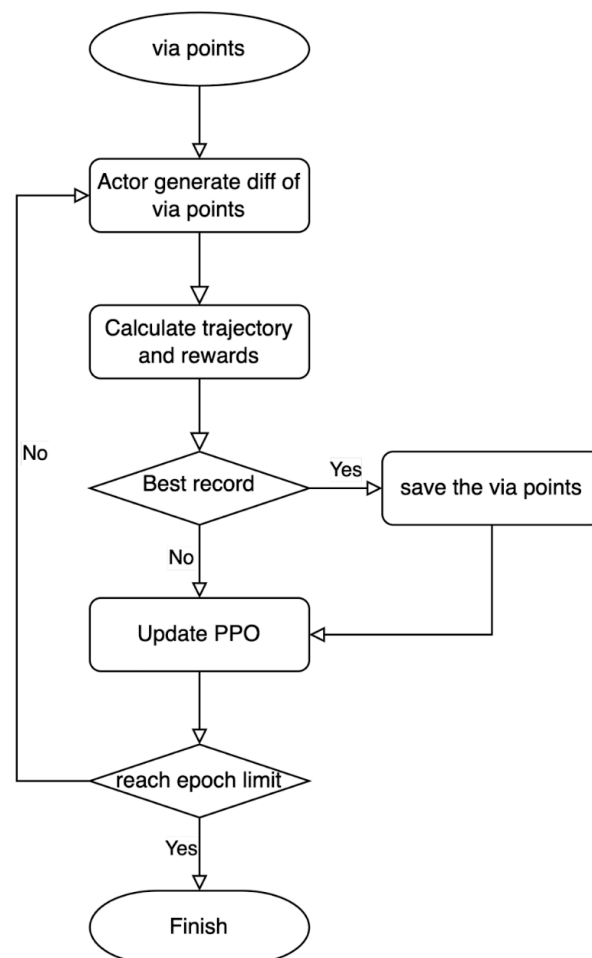 via points
Actor generate diff of
via points
Calculate trajectory
and rewards
No
Best record
Yes
save the via points
No
Update PPO
reach epoch limit
Yes
Finish